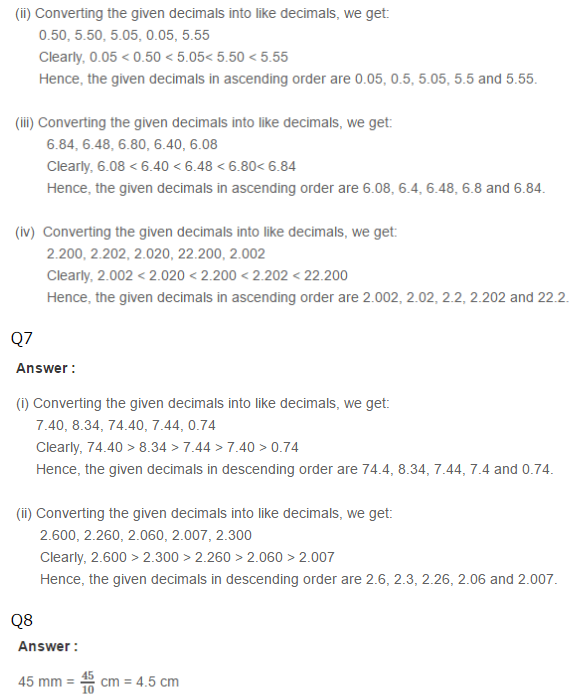 (ii) Converting the given decimals into like decimals, we get:
0.50, 5.50, 5.05, 0.05, 5.55
Clearly, 0.05 < 0.50 < 5.05< 5.50 < 5.55
Hence, the given decimals in ascending order are 0.05, 0.5, 5.05, 5.5 and 5.55.
(iii) Converting the given decimals into like decimals, we get:
6.84, 6.48, 6.80, 6.40, 6.08
Clearly, 6.08 < 6.40 < 6.48 < 6.80< 6.84
Hence, the given decimals in ascending order are 6.08, 6.4, 6.48, 6.8 and 6.84.
(iv) Converting the given decimals into like decimals, we get:
2.200, 2.202, 2.020, 22.200, 2.002
Clearly, 2.002 < 2.020 < 2.200 < 2.202 < 22.200
Hence, the given decimals in ascending order are 2.002, 2.02, 2.2, 2.202 and 22.2.
Q7
Answer :
(i) Converting the given decimals into like decimals, we get:
7.40, 8.34, 74.40, 7.44, 0.74
Clearly, 74.40 > 8.34 > 7.44 > 7.40 > 0.74
Hence, the given decimals in descending order are 74.4, 8.34, 7.44, 7.4 and 0.74.
(ii) Converting the given decimals into like decimals, we get:
2.600, 2.260, 2.060, 2.007, 2.300
Clearly, 2.600 > 2.300 > 2.260 > 2.060 > 2.007
Hence, the given decimals in descending order are 2.6, 2.3, 2.26, 2.06 and 2.007.
Q8
Answer :
45 mm = 45/10 cm = 4.5 cm